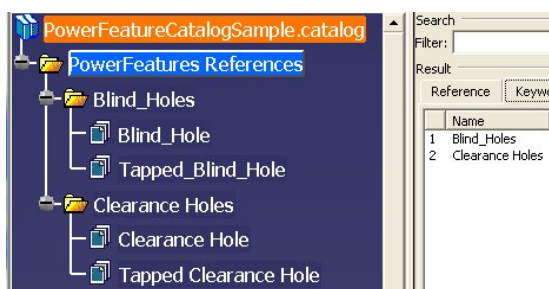 PowerFeatureCatalogSample.catalog
PowerFeatures References
Blind_Holes
Blind_Hole
Tapped_Blind_Hole
Clearance Holes
Clearance Hole
Tapped Clearance Hole
Search
Filter:
Result
Reference Keywo
Name
1 Blind_Holes
2 Clearance Holes